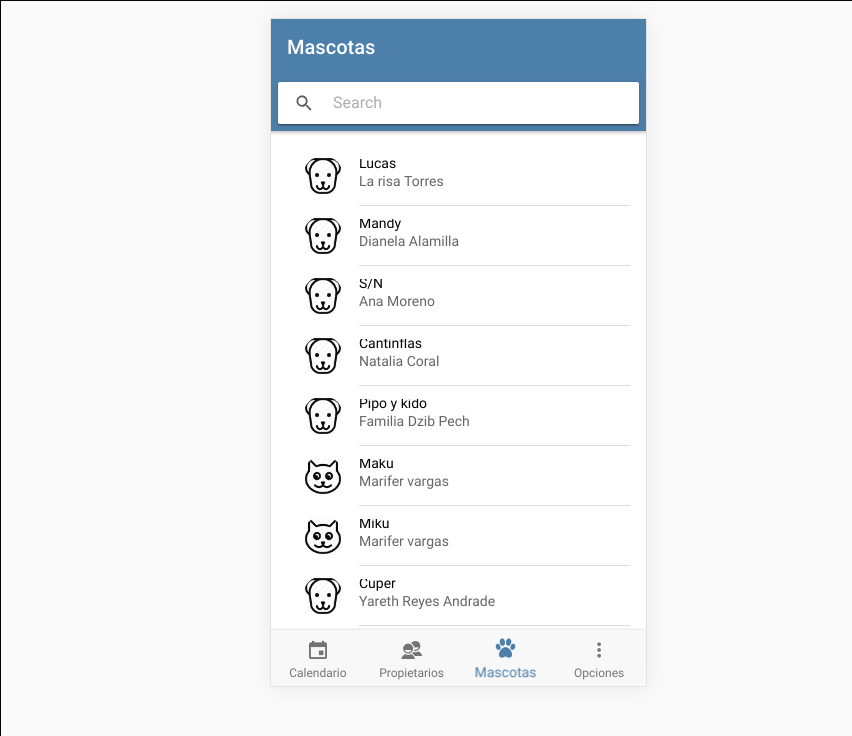 Mascotas
Search
Lucas
La risa Torres
Mandy
Dianela Alamilla
S/N
Ana Moreno
Cantinflas
Natalia Coral
Pipo y kido
Familia Dzib Pech
Maku
Marifer vargas
Miku
Marifer vargas
Cuper
Yareth Reyes Andrade
Calendario Propietarios Mascotas Opciones